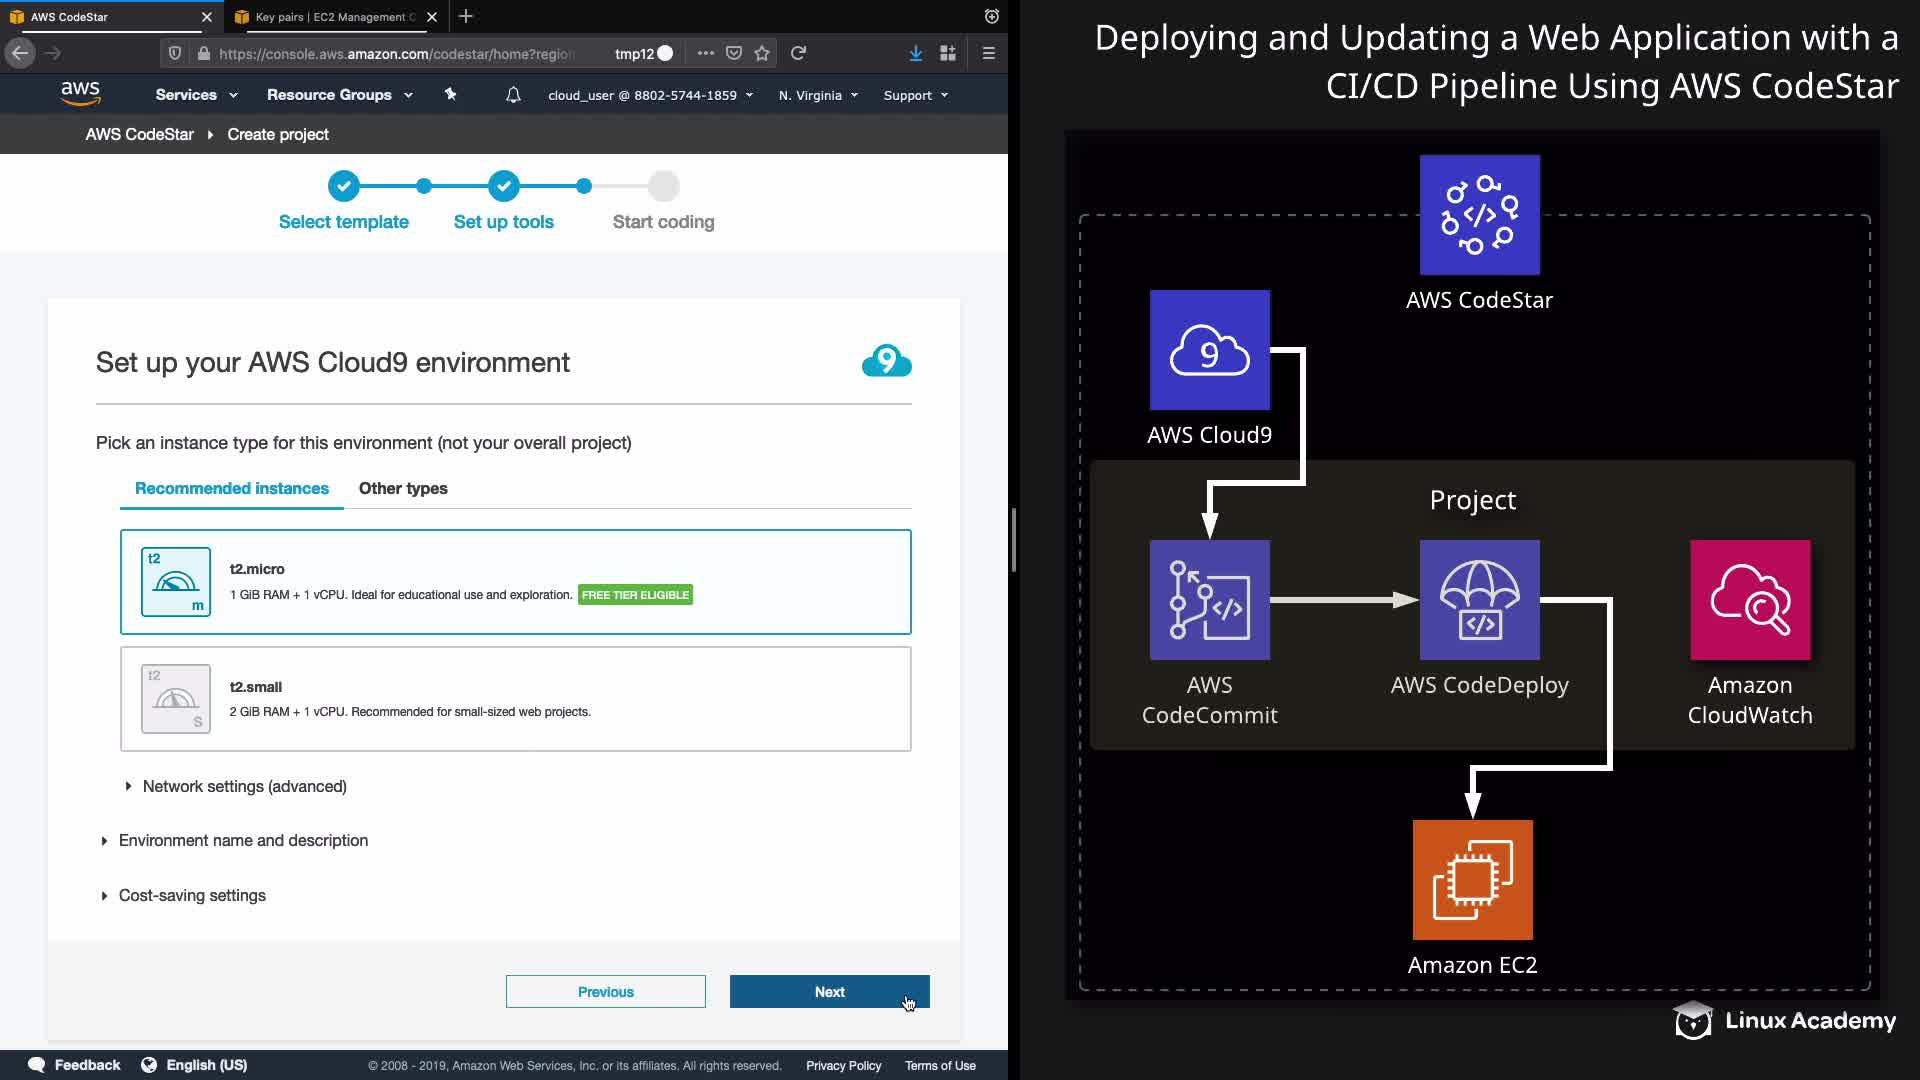 AWS CodeStar
Key pairs | EC2 Management C
https://console.aws.amazon.com/codestar/home?regio
tmp12
aws
Services
Resource Groups
cloud_user @ 8802-5744-1859
N. Virginia
Support
AWS CodeStar
Create project
Select template
Set up tools
Start coding
Set up your AWS Cloud9 environment
9
Pick an instance type for this environment (not your overall project)
Recommended instances
Other types
t2
m
t2.micro
1 GiB RAM + 1 vCPU. Ideal for educational use and exploration.
FREE TIER ELIGIBLE
t2
s
t2.small
2 GiB RAM + 1 vCPU. Recommended for small-sized web projects.
Network settings (advanced)
Environment name and description
Cost-saving settings
Previous
Next
Feedback
English (US)
© 2008 - 2019, Amazon Web Services, Inc. or its affiliates. All rights reserved.
Privacy Policy
Terms of Use
Deploying and Updating a Web Application with a
CI/CD Pipeline Using AWS CodeStar
</>
AWS CodeStar
9
AWS Cloud9
Project
</>
AWS
CodeCommit
</>
AWS CodeDeploy
Amazon
CloudWatch
Amazon EC2
Linux Academy